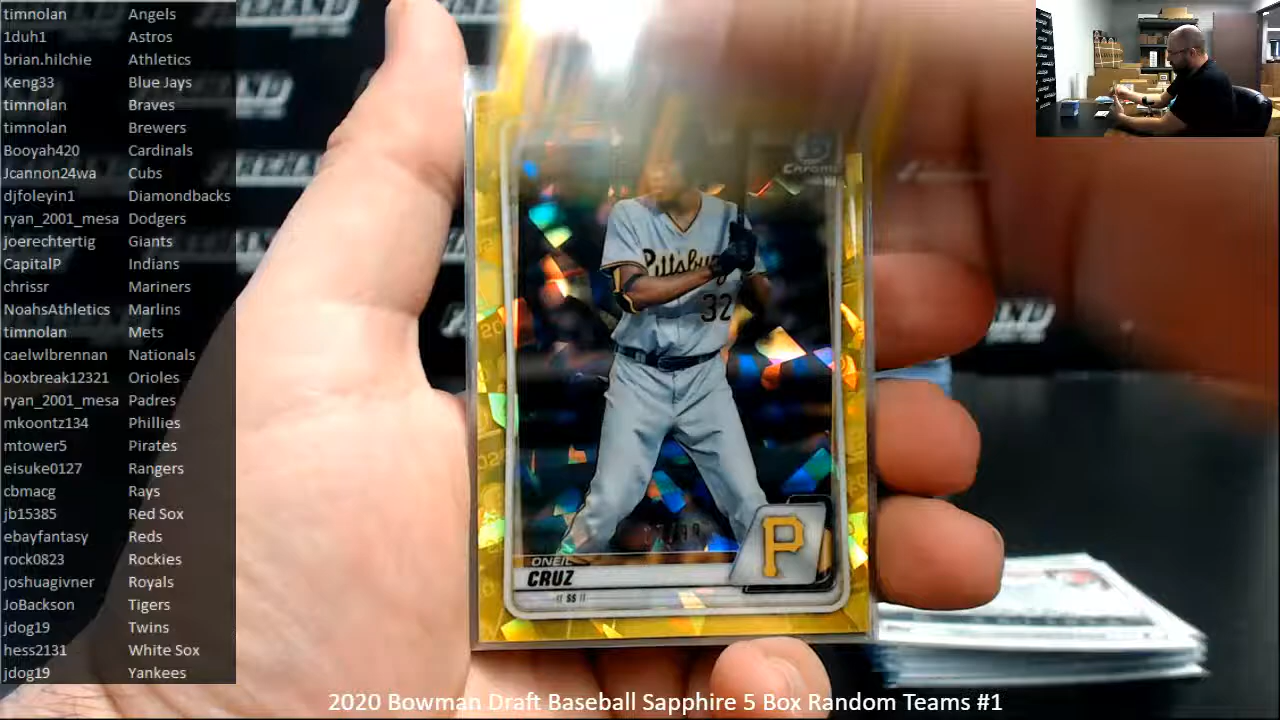 timnolan Angels
1duh1 Astros
brian.hilchie Athletics
Keng33 Blue Jays
timnolan Braves
timnolan Brewers
Booyah420 Cardinals
Jcannon24wa Cubs
djfoleyin1 Diamondbacks
ryan_2001_mesa Dodgers
joerechtertig Giants
CapitalP Indians
chrissr Mariners
NoahsAthletics Marlins
timnolan Mets
caelwlbrennan Nationals
boxbreak12321 Orioles
ryan_2001_mesa Padres
mkoontz134 Phillies
mtower5 Pirates
eisuke0127 Rangers
cbmacg Rays
jb15385 Red Sox
ebayfantasy Reds
rock0823 Rockies
joshuagivner Royals
JoBackson Tigers
jdog19 Twins
hess2131 White Sox
jdog19 Yankees
Chrome
Pittsbu
32
ONEIL
CRUZ
SS
P
2020 Bowman Draft Baseball Sapphire 5 Box Random Teams #1